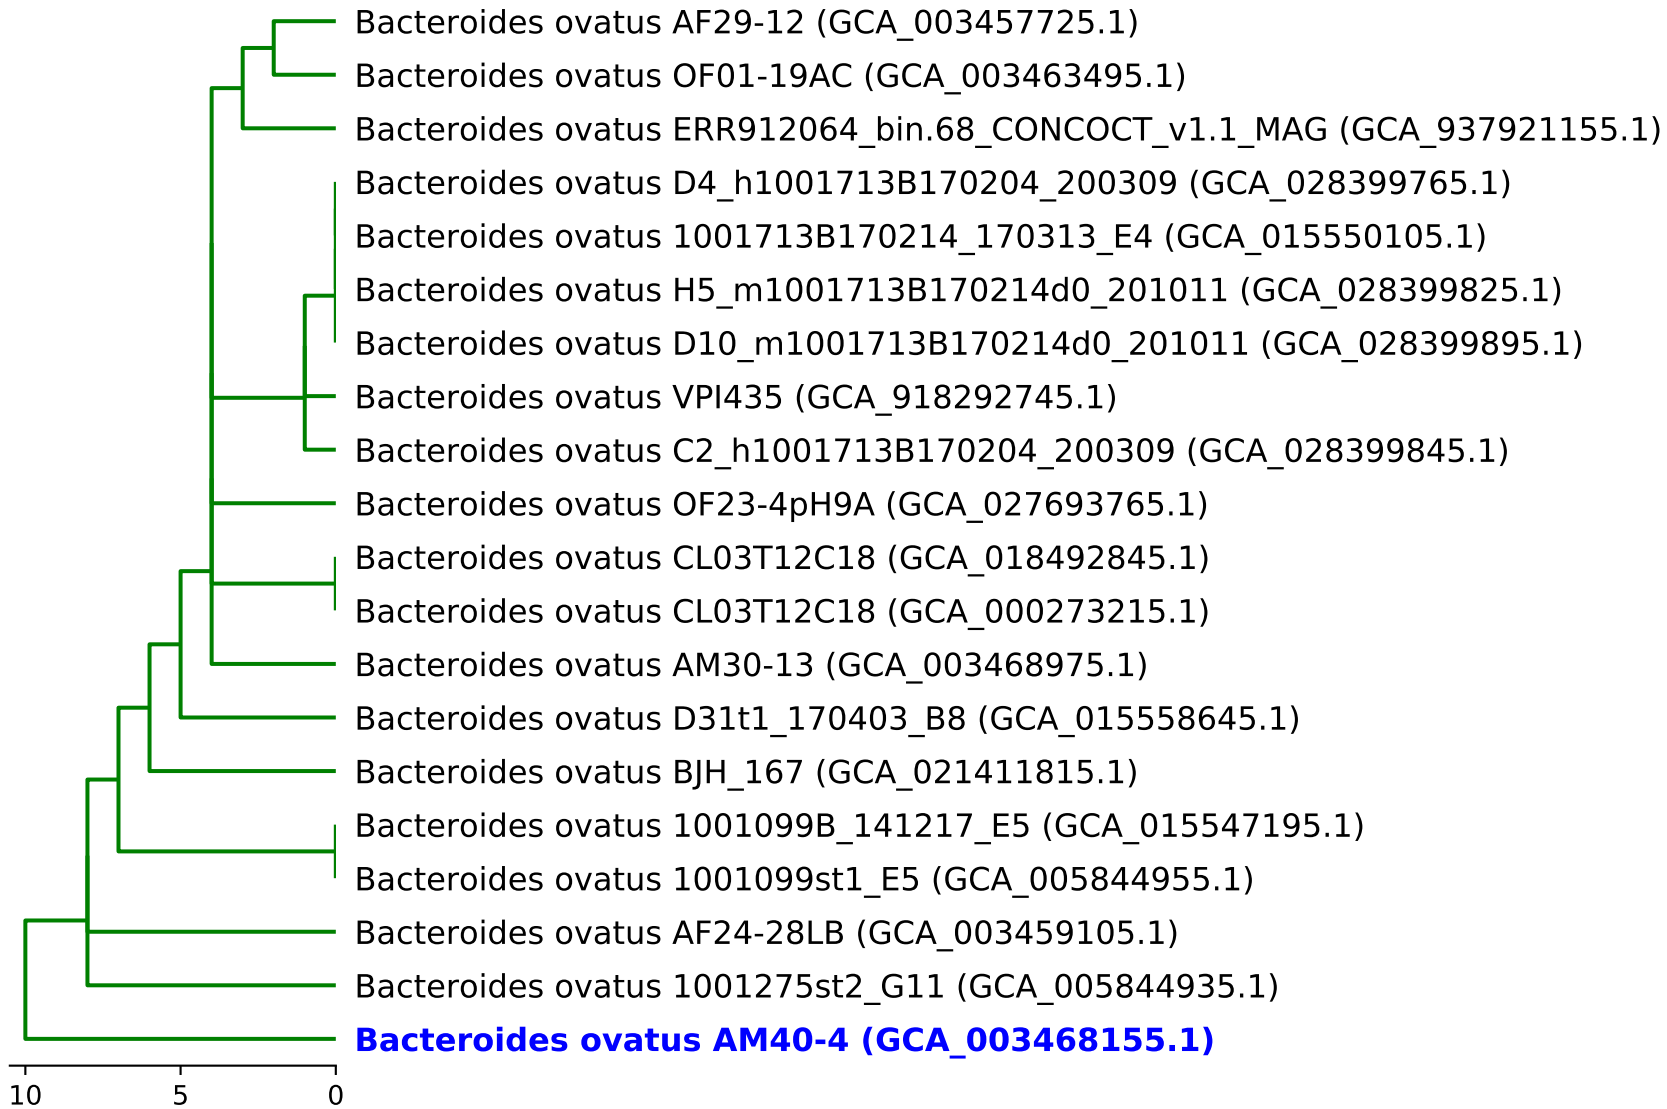 Bacteroides ovatus AF29-12 (GCA_003457725.1)
Bacteroides ovatus OF01-19AC (GCA_003463495.1)
Bacteroides ovatus ERR912064_bin.68_CONCOCT_v1.1_MAG (GCA_937921155.1)
Bacteroides ovatus D4_h1001713B170204_200309 (GCA_028399765.1)
Bacteroides ovatus 1001713B170214_170313_E4 (GCA_015550105.1)
Bacteroides ovatus H5_m1001713B170214d0_201011 (GCA_028399825.1)
Bacteroides ovatus D10_m1001713B170214d0_201011 (GCA_028399895.1)
Bacteroides ovatus VPI435 (GCA_918292745.1)
Bacteroides ovatus C2_h1001713B170204_200309 (GCA_028399845.1)
Bacteroides ovatus OF23-4pH9A (GCA_027693765.1)
Bacteroides ovatus CL03T12C18 (GCA_018492845.1)
Bacteroides ovatus CL03T12C18 (GCA_000273215.1)
Bacteroides ovatus AM30-13 (GCA_003468975.1)
Bacteroides ovatus D31t1_170403_B8 (GCA_015558645.1)
Bacteroides ovatus BJH_167 (GCA_021411815.1)
Bacteroides ovatus 1001099B_141217_E5 (GCA_015547195.1)
Bacteroides ovatus 1001099st1_E5 (GCA_005844955.1)
Bacteroides ovatus AF24-28LB (GCA_003459105.1)
Bacteroides ovatus 1001275st2_G11 (GCA_005844935.1)
Bacteroides ovatus AM40-4 (GCA_003468155.1)
10 5 0